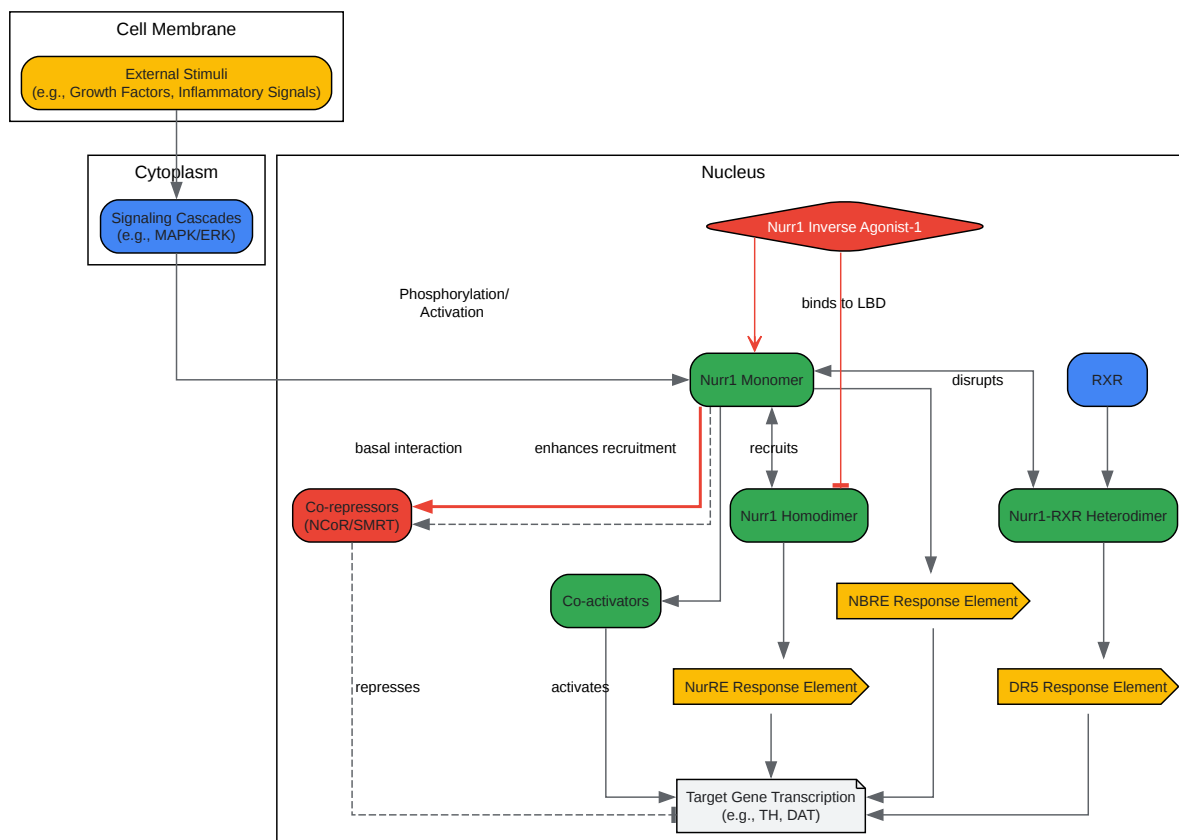 Cell Membrane
External Stimuli
(e.g., Growth Factors, Inflammatory Signals)
Cytoplasm
Nucleus
Signaling Cascades
(e.g., MAPK/ERK)
Nurr1 Inverse Agonist-1
Phosphorylation/
Activation
binds to LBD
Nurr1 Monomer
disrupts
RXR
basal interaction
enhances recruitment
recruits
Co-repressors
(NCoR/SMRT)
Nurr1 Homodimer
Nurr1-RXR Heterodimer
Co-activators
NBRE Response Element
represses
activates
NurRE Response Element
DR5 Response Element
Target Gene Transcription
(e.g., TH, DAT)